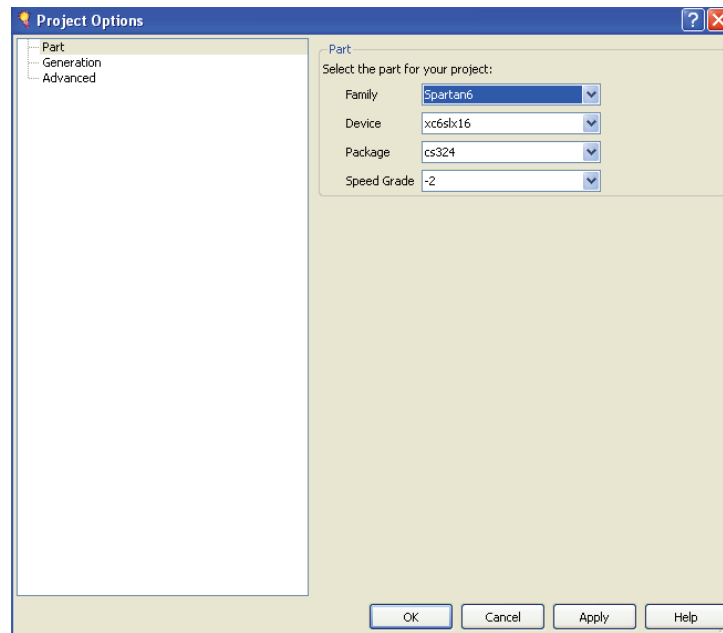 Project Options
Part
Generation
Advanced
Part
Select the part for your project:
Family Spartan6
Device xc6slx16
Package cs324
Speed Grade -2
OK Cancel Apply Help